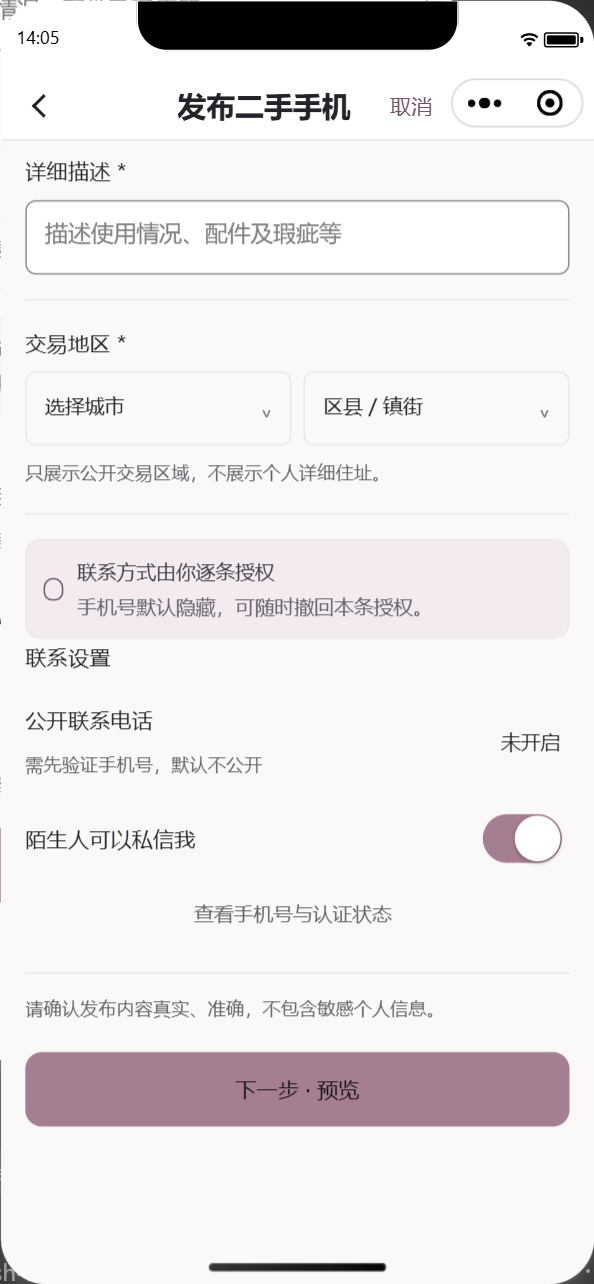 14:05
发布二手手机
取消
详细描述 *
描述使用情况、配件及瑕疵等
交易地区 *
选择城市
区县 / 镇街
只展示公开交易区域，不展示个人详细住址。
联系方式由你逐条授权
手机号默认隐藏，可随时撤回本条授权。
联系设置
公开联系电话
未开启
需先验证手机号，默认不公开
陌生人可以私信我
查看手机号与认证状态
请确认发布内容真实、准确，不包含敏感个人信息。
下一步 · 预览